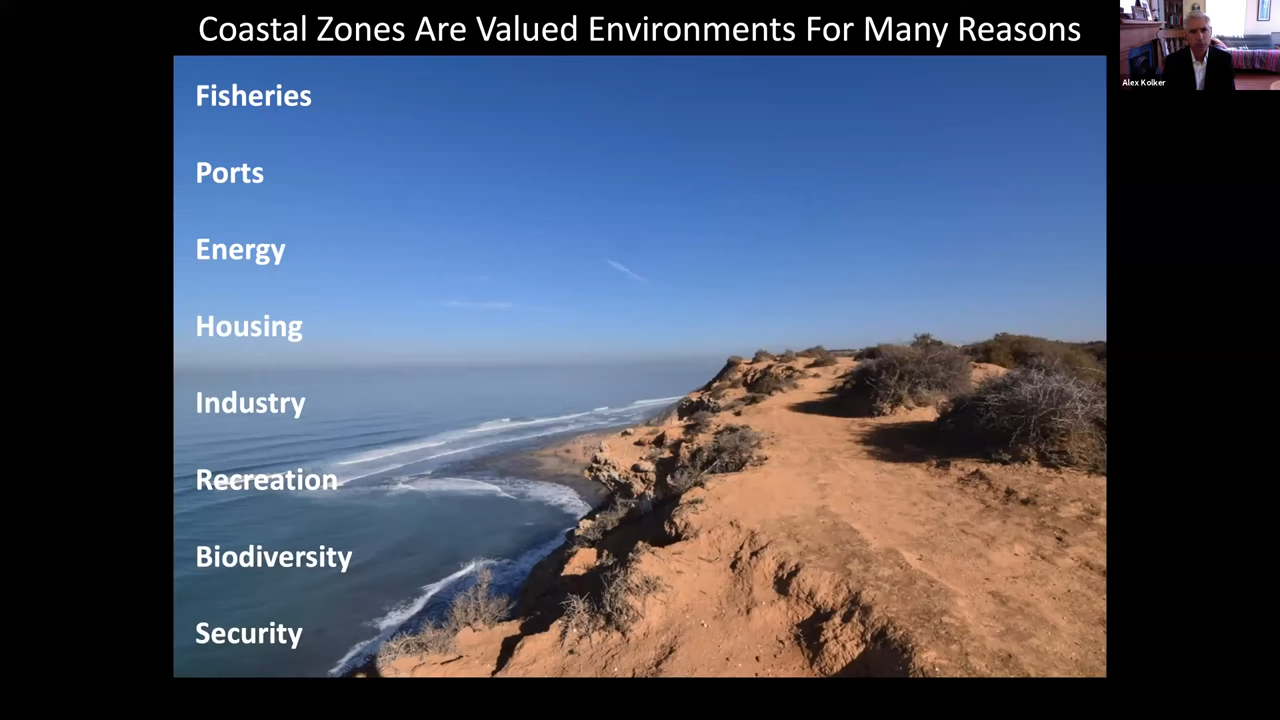 Coastal Zones Are Valued Environments For Many Reasons
Fisheries
Ports
Energy
Housing
Industry
Recreation
Biodiversity
Security
Alex Kolker